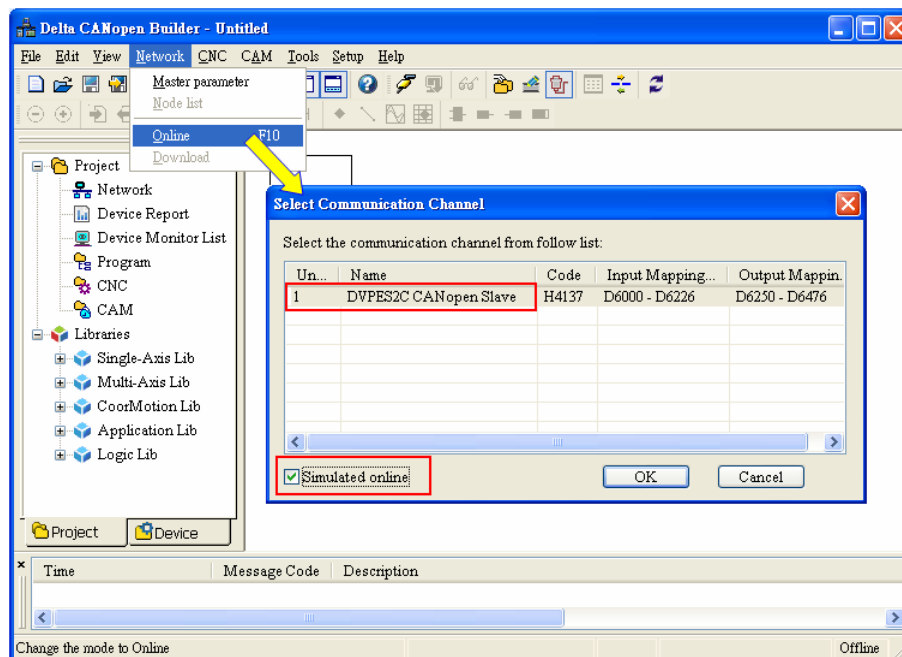 Delta CANopen Builder - Untitled
File Edit View Network CNC CAM Tools Setup Help
Master parameter
Node list
Online F10
Download
Project
Network
Device Report
Device Monitor List
Program
CNC
CAM
Libraries
Single-Axis Lib
Multi-Axis Lib
CoorMotion Lib
Application Lib
Logic Lib
Project Device
Select Communication Channel
Select the communication channel from follow list:
Un... Name Code Input Mapping... Output Mappin.
1 DVPES2C CANopen Slave H4137 D6000 - D6226 D6250 - D6476
Simulated online OK Cancel
Time Message Code Description
Change the mode to Online Offline